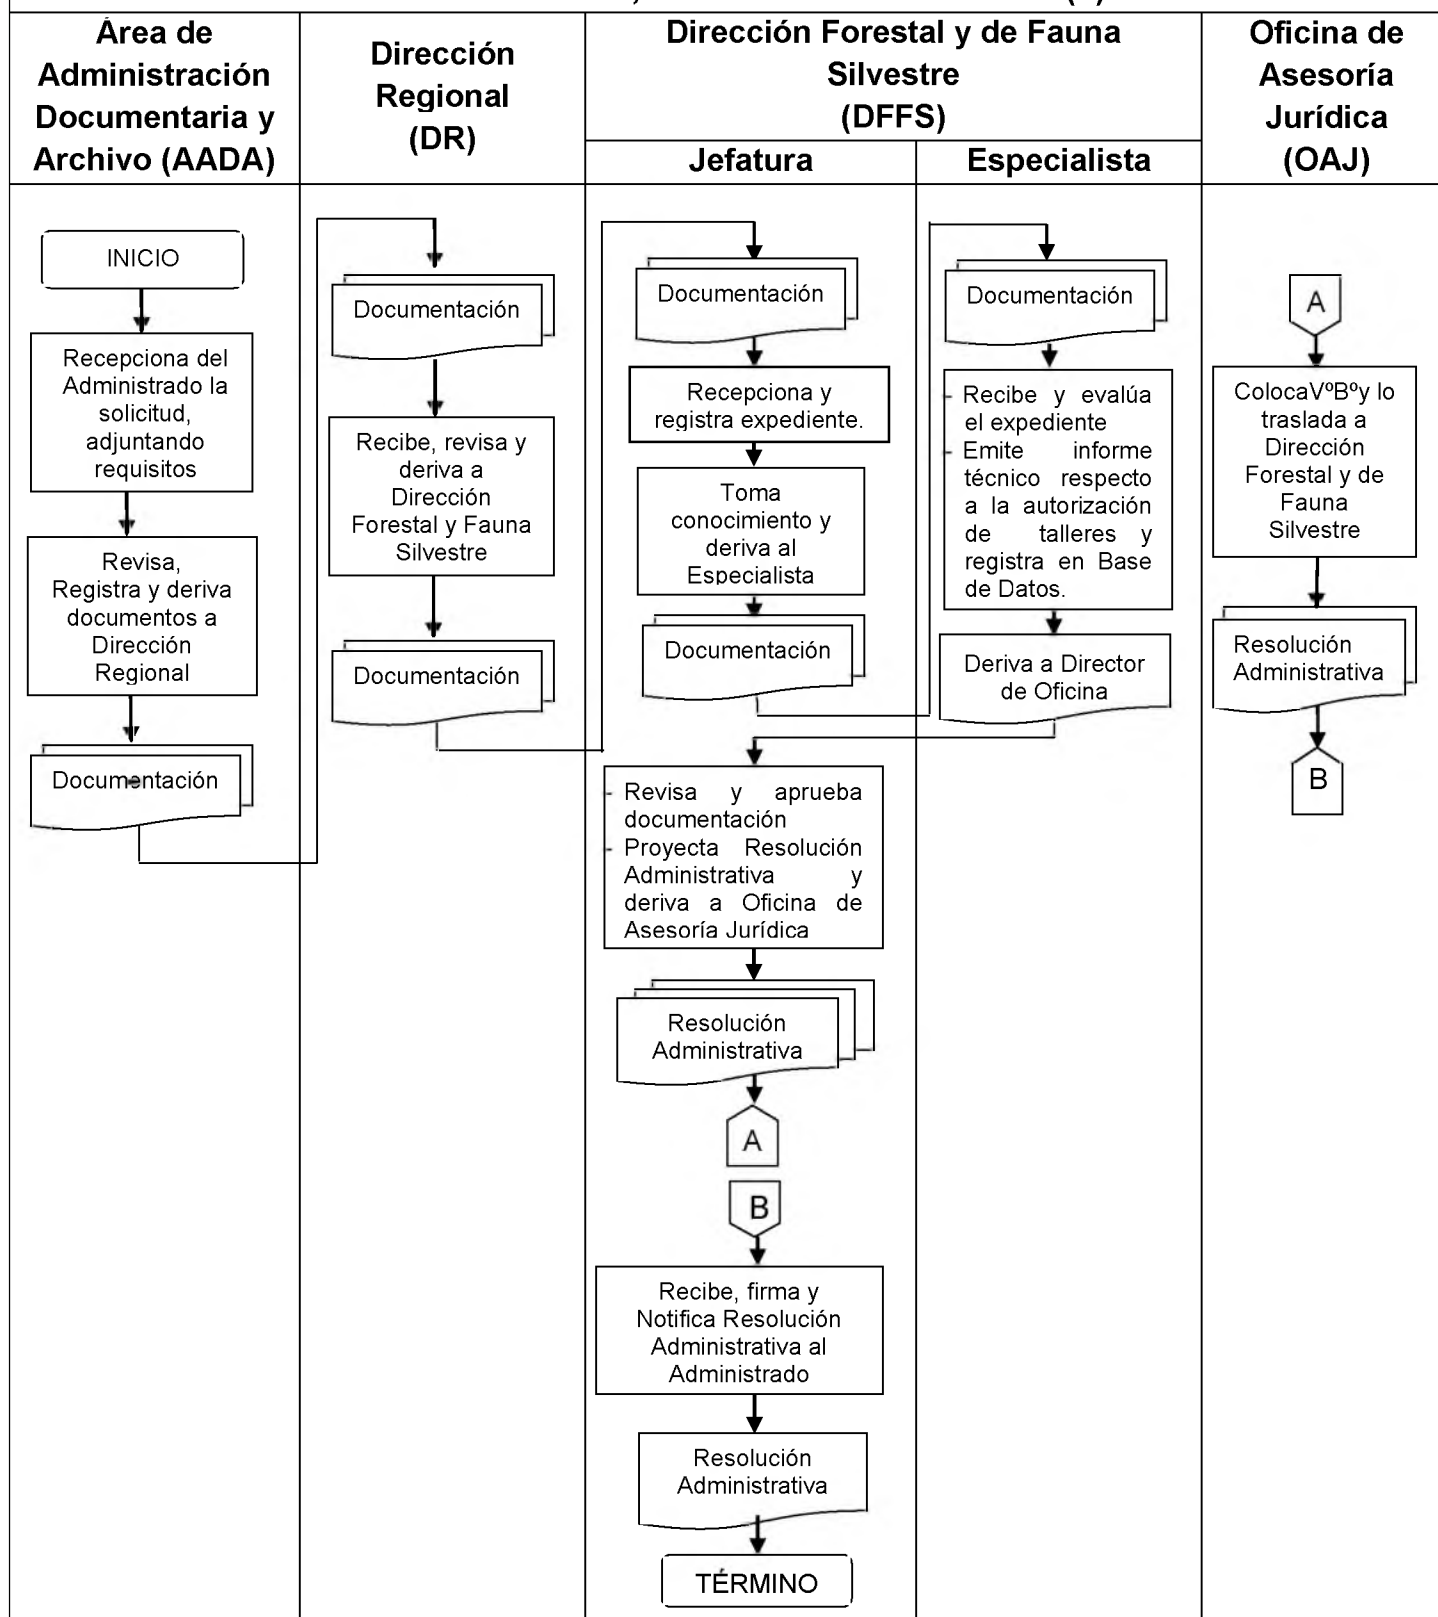 Área de
Administración
Documentaria y
Archivo (AADA)
Dirección
Regional
(DR)
Dirección Forestal y de Fauna
Silvestre
(DFFS)
Jefatura
Especialista
Oficina de
Asesoría
Jurídica
(OAJ)
INICIO
Recepciona del
Administrado la
solicitud,
adjuntando
requisitos
Revisa,
Registra y deriva
documentos a
Dirección
Regional
Documentación
Documentación
Recibe, revisa y
deriva a
Dirección
Forestal y Fauna
Silvestre
Documentación
Documentación
Recepciona y
registra expediente.
Toma
conocimiento y
deriva al
Especialista
Documentación
Documentación
- Recibe y evalúa
el expediente
- Emite informe
técnico respecto
a la autorización
de talleres y
registra en Base
de Datos.
Deriva a Director
de Oficina
- Revisa y aprueba
documentación
- Proyecta Resolución
Administrativa y
deriva a Oficina de
Asesoría Jurídica
Resolución
Administrativa
A
B
Recibe, firma y
Notifica Resolución
Administrativa al
Administrado
Resolución
Administrativa
TÉRMINO
A
ColocaVºBºy lo
traslada a
Dirección
Forestal y de
Fauna
Silvestre
Resolución
Administrativa
B